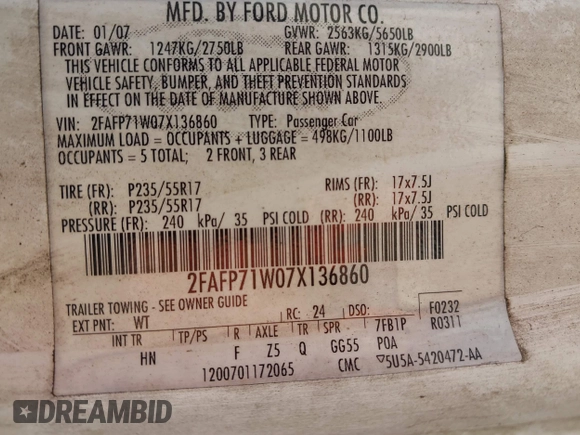 MFD. BY FORD MOTOR CO.
DATE: 01/07 GVWR: 2563KG/5650LB
FRONT GAWR: 1247KG/2750LB REAR GAWR: 1315KG/2900LB
THIS VEHICLE CONFORMS TO ALL APPLICABLE FEDERAL MOTOR
VEHICLE SAFETY, BUMPER, AND THEFT PREVENTION STANDARDS
IN EFFECT ON THE DATE OF MANUFACTURE SHOWN ABOVE.
VIN: 2FAFP71W07X136860 TYPE: Passenger Car
MAXIMUM LOAD = OCCUPANTS + LUGGAGE = 498KG/1100LB
OCCUPANTS = 5 TOTAL; 2 FRONT, 3 REAR
TIRE (FR): P235/55R17 RIMS (FR): 17x7.5J
(RR): P235/55R17 (RR): 17x7.5J
PRESSURE (FR): 240 kPa/ 35 PSI COLD (RR): 240 kPa/ 35 PSI COLD
2FAFP71W07X136860
TRAILER TOWING - SEE OWNER GUIDE
EXT PNT: WT RC: 24 DSO: F0232
INT TR TP/PS R AXLE TR SPR 7FB1P R0311
HN F Z5 Q GG55 POA
1200701172065 CMC 5U5A-5420472-AA
DREAMBID